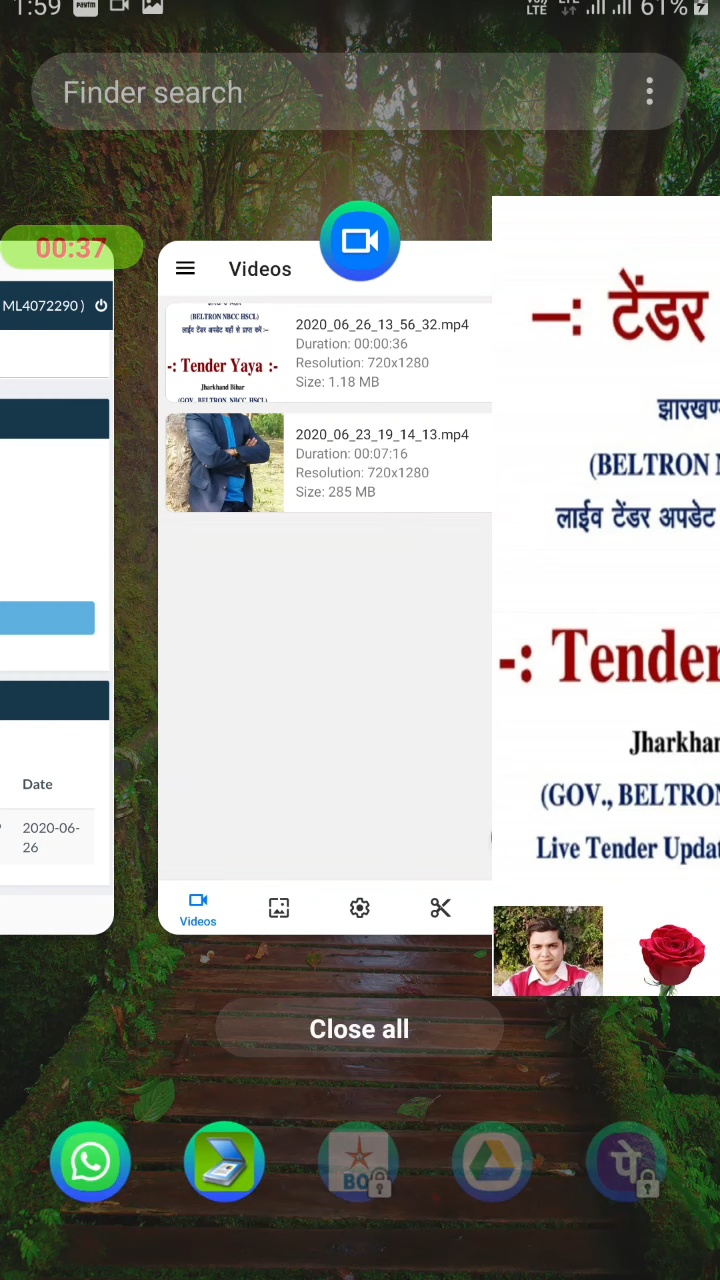 1:59
paytm
LTE
61%
Finder search
00:37
ML4072290)
Date
2020-06-
26
Videos
(BELTRON NBCC HSCL)
लाईव टेंडर अपडेट यहाँ से प्राप्त करें :-
-: Tender Yaya :-
Jharkhand Bihar
(GOV., BELTRON, NBCC, HSCL)
2020_06_26_13_56_32.mp4
Duration: 00:00:36
Resolution: 720x1280
Size: 1.18 MB
2020_06_23_19_14_13.mp4
Duration: 00:07:16
Resolution: 720x1280
Size: 285 MB
Videos
–: टेंडर
झारखण
(BELTRON
लाईव टेंडर अपडेट
-: Tender
Jharkhan
(GOV., BELTRON
Live Tender Updat
Close all
BOI
पे